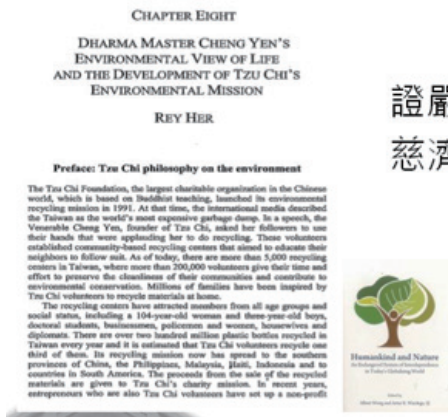 CHAPTER EIGHT
DHARMA MASTER CHENG YEN'S
ENVIRONMENTAL VIEW OF LIFE
AND THE DEVELOPMENT OF TZU CHI'S
ENVIRONMENTAL MISSION
REY HER
Preface: Tzu Chi philosophy on the environment
The Tzu Chi Foundation, the largest charitable organization in the Chinese
world, which is based on Buddhist teaching, launched its environmental
recycling mission in 1991. At that time, the international media described
the Taiwan as the world's most expensive garbage dump. In a speech, the
Venerable Cheng Yen, founder of Tzu Chi, asked her followers to use
their hands that were applauding her to do recycling. These volunteers
established community-based recycling centers that aimed to educate their
neighbors to follow suit. As of today, there are more than 5,000 recycling
centers in Taiwan, where more than 200,000 volunteers give their time and
effort to preserve the cleanliness of their communities and contribute to
environmental conservation. Millions of families have been inspired by
Tzu Chi volunteers to recycle materials at home.
The recycling centers have attracted members from all age groups and
social status, including a 104-year-old woman and three-year-old boys,
doctoral students, businessmen, policemen and women, housewives and
diplomats. There are over two hundred million plastic bottles recycled in
Taiwan every year and it is estimated that Tzu Chi volunteers recycle one
third of them. Its recycling mission now has spread to the southern
provinces of China, the Philippines, Malaysia, Haiti, Indonesia and to
countries in South America. The proceeds from the sale of the recycled
materials are given to Tzu Chi's charity mission. In recent years,
entrepreneurs who are also Tzu Chi volunteers have set up a non-profit
證嚴
慈濟
Humankind and Nature
An Endangered System of Interdependence
in Today's Globalizing World